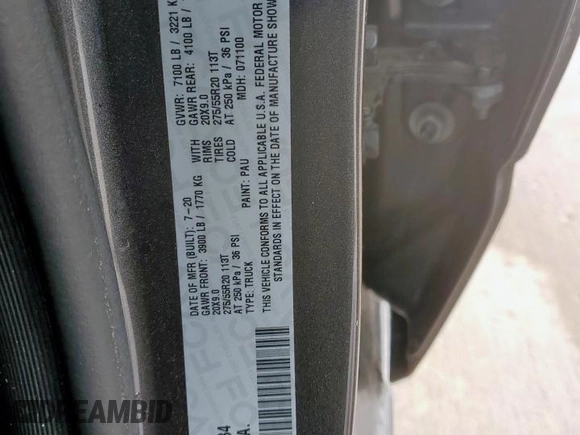 DATE OF MFR (BUILT): 7-20 GVWR: 7100 LB / 3221 K
GAWR FRONT: 3900 LB / 1770 KG WITH GAWR REAR: 4100 LB /
20X9.0 RIMS 20X9.0
275/55R20 113T TIRES 275/55R20 113T
AT 250 kPa / 36 PSI COLD AT 250 kPa / 36 PSI
TYPE: TRUCK PAINT: PAU MDH: 071100
THIS VEHICLE CONFORMS TO ALL APPLICABLE U.S.A. FEDERAL MOTOR
STANDARDS IN EFFECT ON THE DATE OF MANUFACTURE SHOW
84
A.
DREAMBID